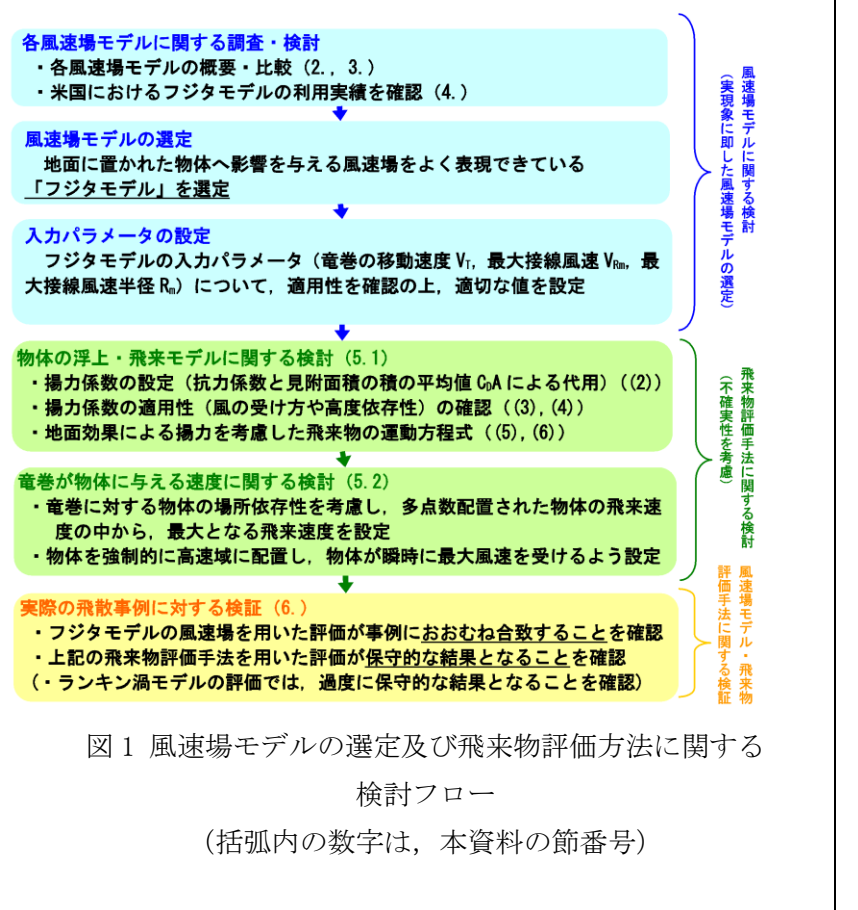 各風速場モデルに関する調査・検討
・各風速場モデルの概要・比較（2.，3.）
・米国におけるフジタモデルの利用実績を確認（4.）
風速場モデルの選定
地面に置かれた物体へ影響を与える風速場をよく表現できている
「フジタモデル」を選定
入力パラメータの設定
フジタモデルの入力パラメータ（竜巻の移動速度 VT，最大接線風速 VRm，最
大接線風速半径 Rm）について，適用性を確認の上，適切な値を設定
風速場モデルに関する検討
（実現象に即した風速場モデルの選定）
物体の浮上・飛来モデルに関する検討（5.1）
・揚力係数の設定（抗力係数と見附面積の積の平均値 CDA による代用）（(2)）
・揚力係数の適用性（風の受け方や高度依存性）の確認（(3)，(4)）
・地面効果による揚力を考慮した飛来物の運動方程式（(5)，(6)）
竜巻が物体に与える速度に関する検討（5.2）
・竜巻に対する物体の場所依存性を考慮し，多点数配置された物体の飛来速
度の中から，最大となる飛来速度を設定
・物体を強制的に高速域に配置し，物体が瞬時に最大風速を受けるよう設定
飛来物評価手法に関する検討
（不確実性を考慮）
実際の飛散事例に対する検証（6.）
・フジタモデルの風速場を用いた評価が事例におおむね合致することを確認
・上記の飛来物評価手法を用いた評価が保守的な結果となることを確認
（・ランキン渦モデルの評価では，過度に保守的な結果となることを確認）
風速場モデル・飛来物
評価手法に関する検証
図 1 風速場モデルの選定及び飛来物評価方法に関する
検討フロー
（括弧内の数字は，本資料の節番号）